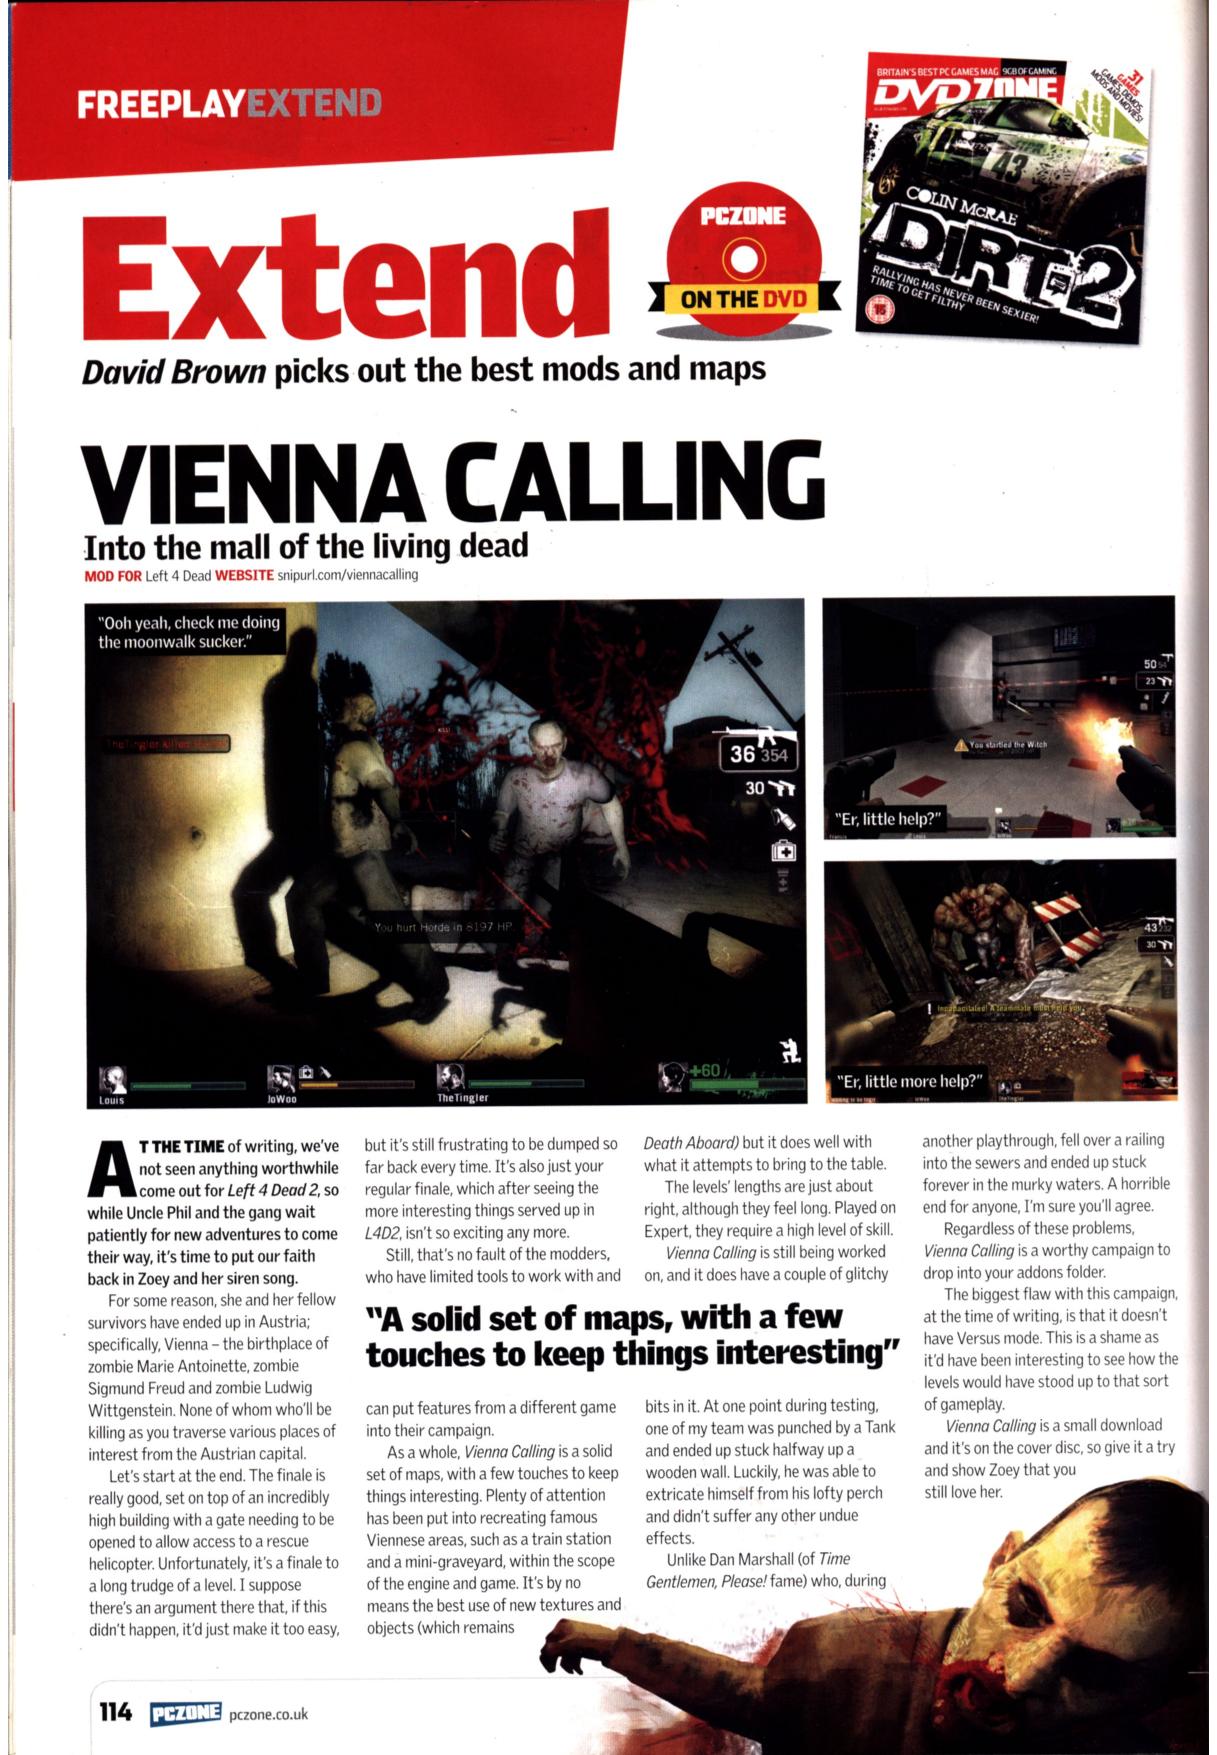 FREEPLAYEXTEND
BRITAIN'S BEST PC GAMES MAG 9GB OF GAMING
DVDZONE
31
GAMES
GAMES, DEMOS,
MODS AND MOVIES!
43
COLIN McRAE
DiRT2
RALLYING HAS NEVER BEEN SEXIER!
TIME TO GET FILTHY
Extend
PCZONE
ON THE DVD
David Brown picks out the best mods and maps
VIENNA CALLING
Into the mall of the living dead
MOD FOR Left 4 Dead WEBSITE snipurl.com/viennacalling
"Ooh yeah, check me doing
the moonwalk sucker."
36 354
30
You hurt Horde in 8197 HP
+60
Louis
JoWoo
TheTingler
50
23
You startled the Witch
"Er, little help?"
43
30
Incapacitated! A teammate must help you.
"Er, little more help?"
AT THE TIME of writing, we've
not seen anything worthwhile
come out for Left 4 Dead 2, so
while Uncle Phil and the gang wait
patiently for new adventures to come
their way, it's time to put our faith
back in Zoey and her siren song.
For some reason, she and her fellow
survivors have ended up in Austria;
specifically, Vienna – the birthplace of
zombie Marie Antoinette, zombie
Sigmund Freud and zombie Ludwig
Wittgenstein. None of whom who'll be
killing as you traverse various places of
interest from the Austrian capital.
Let's start at the end. The finale is
really good, set on top of an incredibly
high building with a gate needing to be
opened to allow access to a rescue
helicopter. Unfortunately, it's a finale to
a long trudge of a level. I suppose
there's an argument there that, if this
didn't happen, it'd just make it too easy,
but it's still frustrating to be dumped so
far back every time. It's also just your
regular finale, which after seeing the
more interesting things served up in
L4D2, isn't so exciting any more.
Still, that's no fault of the modders,
who have limited tools to work with and
"A solid set of maps, with a few
touches to keep things interesting"
can put features from a different game
into their campaign.
As a whole, Vienna Calling is a solid
set of maps, with a few touches to keep
things interesting. Plenty of attention
has been put into recreating famous
Viennese areas, such as a train station
and a mini-graveyard, within the scope
of the engine and game. It's by no
means the best use of new textures and
objects (which remains
Death Aboard) but it does well with
what it attempts to bring to the table.
The levels' lengths are just about
right, although they feel long. Played on
Expert, they require a high level of skill.
Vienna Calling is still being worked
on, and it does have a couple of glitchy
bits in it. At one point during testing,
one of my team was punched by a Tank
and ended up stuck halfway up a
wooden wall. Luckily, he was able to
extricate himself from his lofty perch
and didn't suffer any other undue
effects.
Unlike Dan Marshall (of Time
Gentlemen, Please! fame) who, during
another playthrough, fell over a railing
into the sewers and ended up stuck
forever in the murky waters. A horrible
end for anyone, I'm sure you'll agree.
Regardless of these problems,
Vienna Calling is a worthy campaign to
drop into your addons folder.
The biggest flaw with this campaign,
at the time of writing, is that it doesn't
have Versus mode. This is a shame as
it'd have been interesting to see how the
levels would have stood up to that sort
of gameplay.
Vienna Calling is a small download
and it's on the cover disc, so give it a try
and show Zoey that you
still love her.
114 PCZONE pczone.co.uk